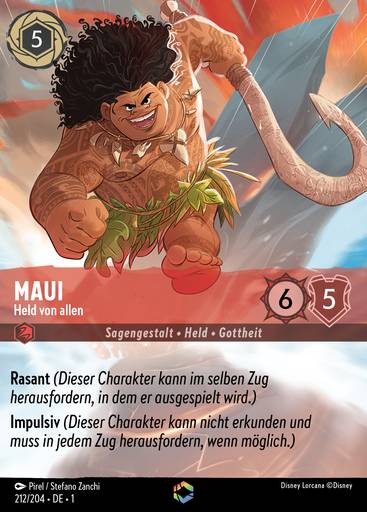 5
MAUI
Held von allen
6
5
Sagengestalt • Held • Gottheit
Rasant (Dieser Charakter kann im selben Zug
herausfordern, in dem er ausgespielt wird.)
Impulsiv (Dieser Charakter kann nicht erkunden und
muss in jedem Zug herausfordern, wenn möglich.)
Pirel / Stefano Zanchi
212/204 • DE • 1
Disney Lorcana ©Disney